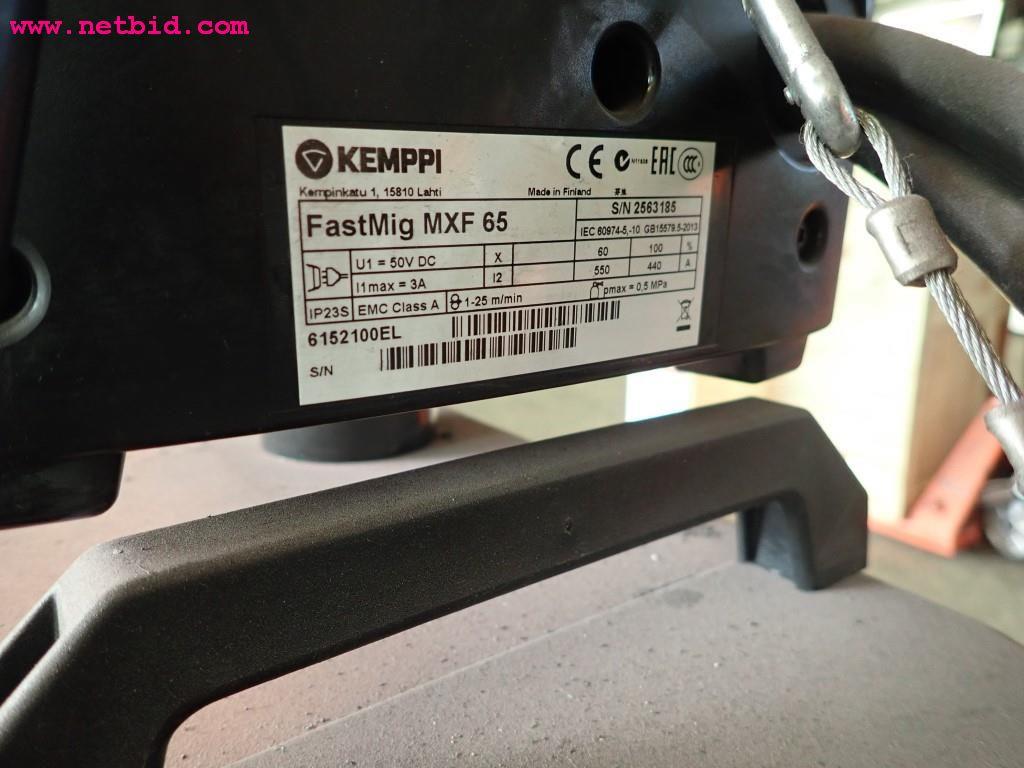 www.netbid.com
KEMPPI CE EAC CCC
Kempinkatu 1, 15810 Lahti Made in Finland
FastMig MXF 65 S/N 2563185
IEC 60974-5,-10 GB15579.5-2013
U1 = 50V DC X 60 100 %
I1max = 3A I2 550 440 A
IP23S EMC Class A 1-25 m/min pmax = 0,5 MPa
6152100EL
S/N